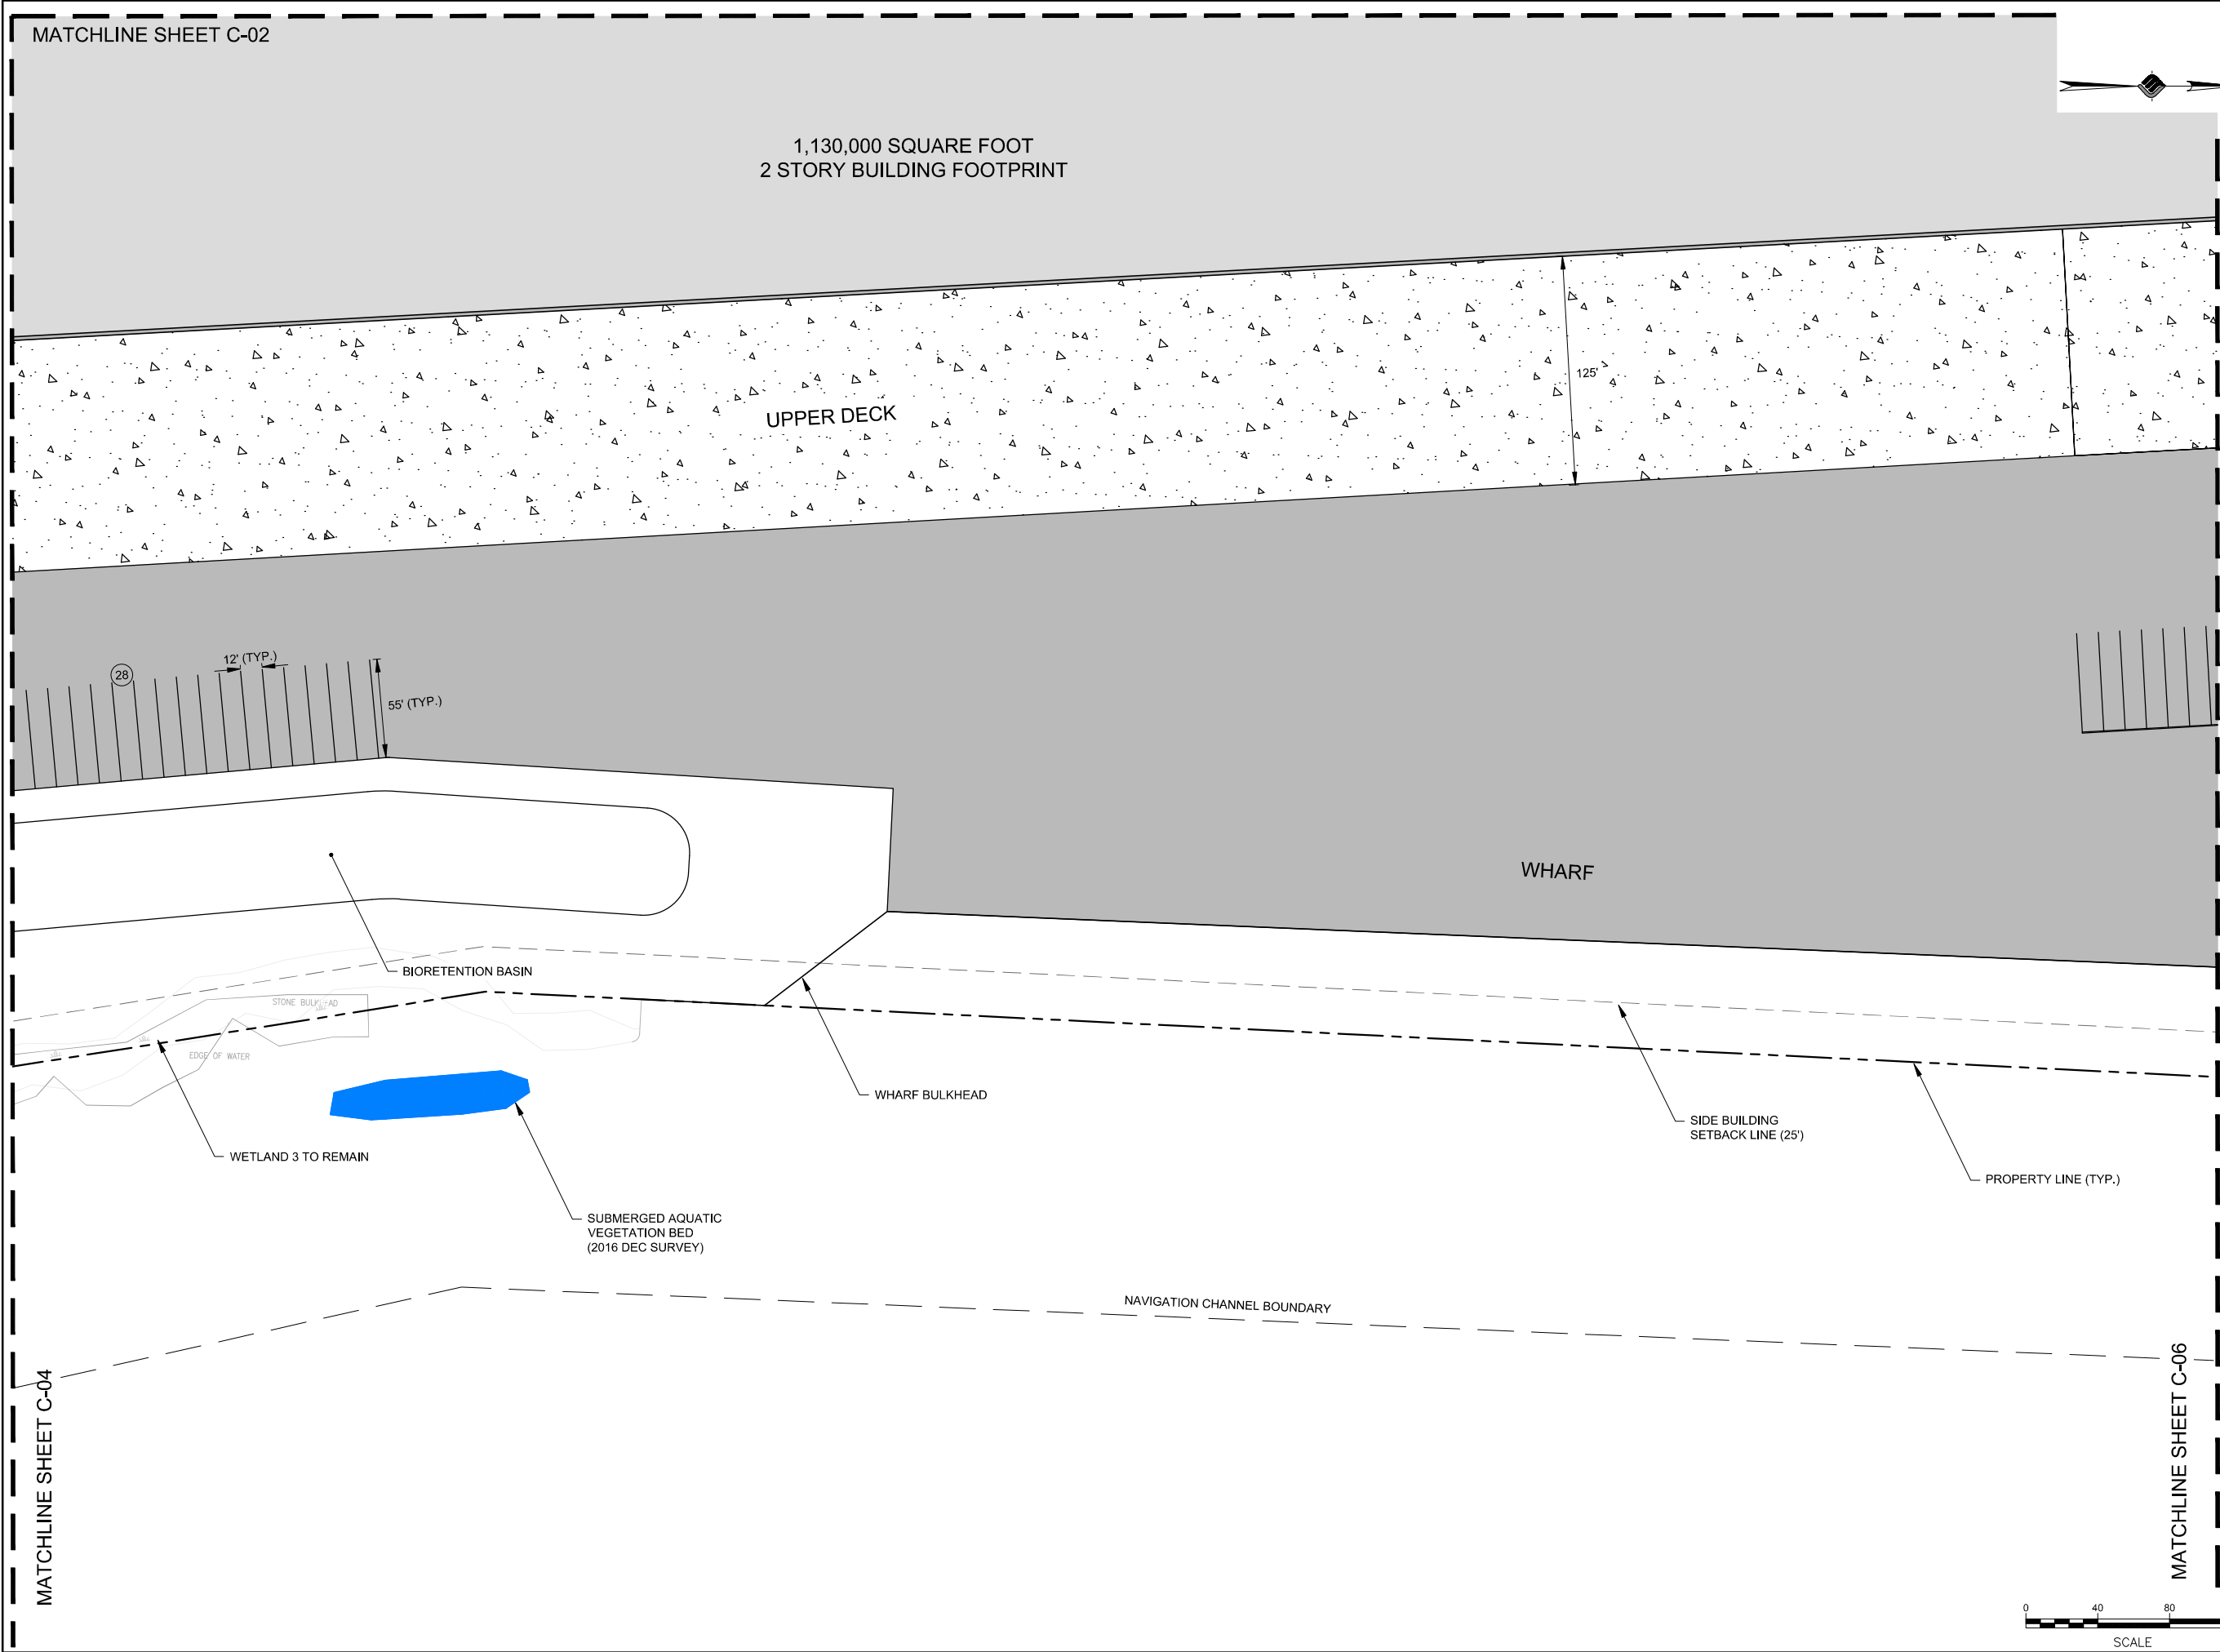 MATCHLINE SHEET C-02
1,130,000 SQUARE FOOT
2 STORY BUILDING FOOTPRINT
125'
UPPER DECK
12' (TYP.)
28
55' (TYP.)
WHARF
BIORETENTION BASIN
STONE BULKHEAD
EDGE OF WATER
WHARF BULKHEAD
SIDE BUILDING
SETBACK LINE (25')
WETLAND 3 TO REMAIN
PROPERTY LINE (TYP.)
SUBMERGED AQUATIC
VEGETATION BED
(2016 DEC SURVEY)
NAVIGATION CHANNEL BOUNDARY
MATCHLINE SHEET C-04
MATCHLINE SHEET C-06
0 40 80
SCALE